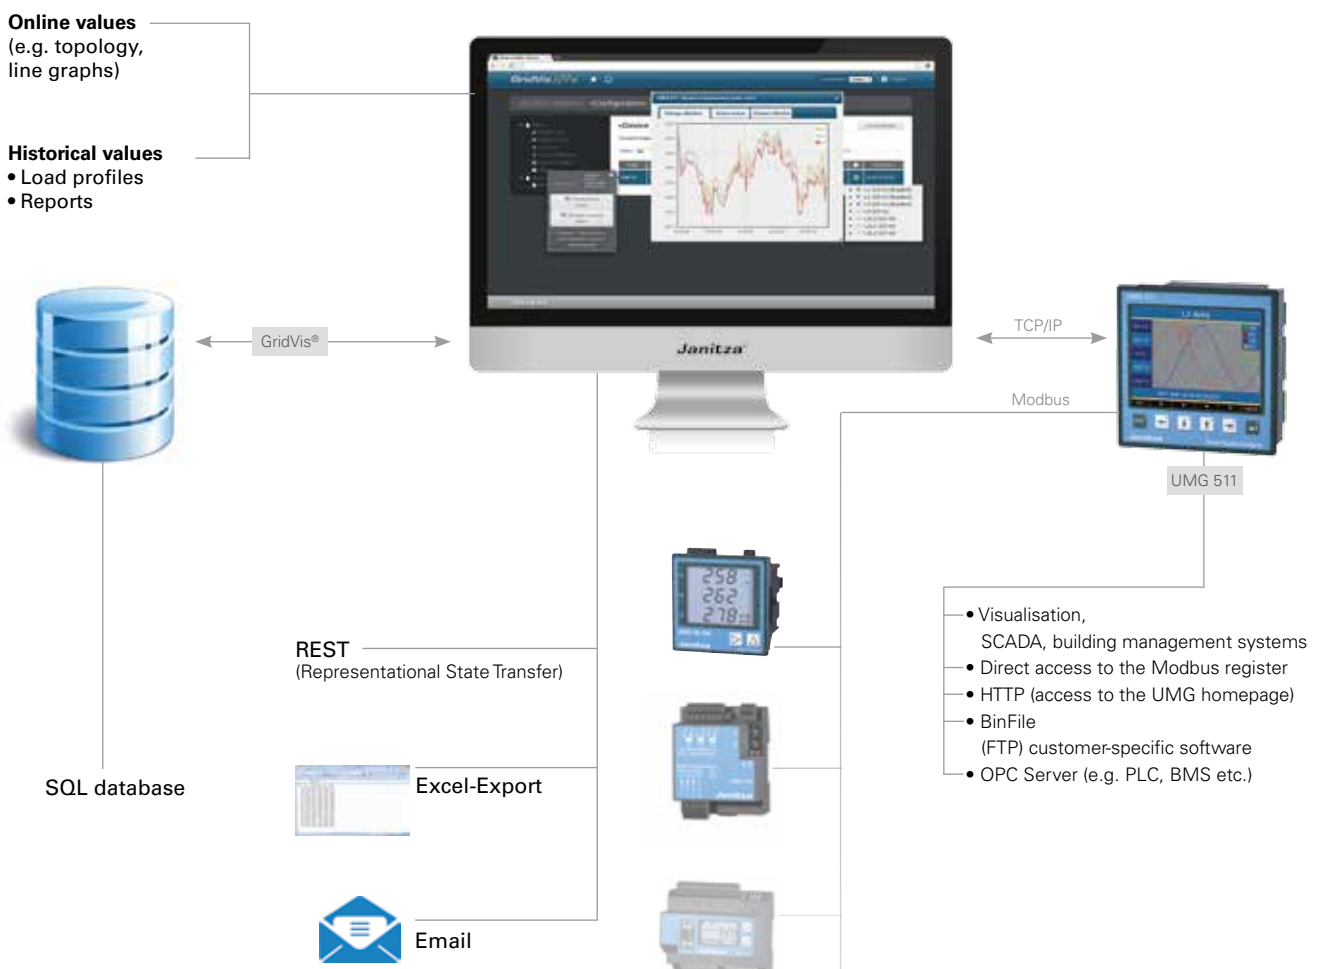 Online values
(e.g. topology,
line graphs)
Historical values
• Load profiles
• Reports
GridVis®
Janitza
TCP/IP
Modbus
UMG 511
258
262
278
Janitza
REST
(Representational State Transfer)
• Visualisation,
SCADA, building management systems
• Direct access to the Modbus register
• HTTP (access to the UMG homepage)
• BinFile
(FTP) customer-specific software
• OPC Server (e.g. PLC, BMS etc.)
SQL database
Excel-Export
Janitza
Email